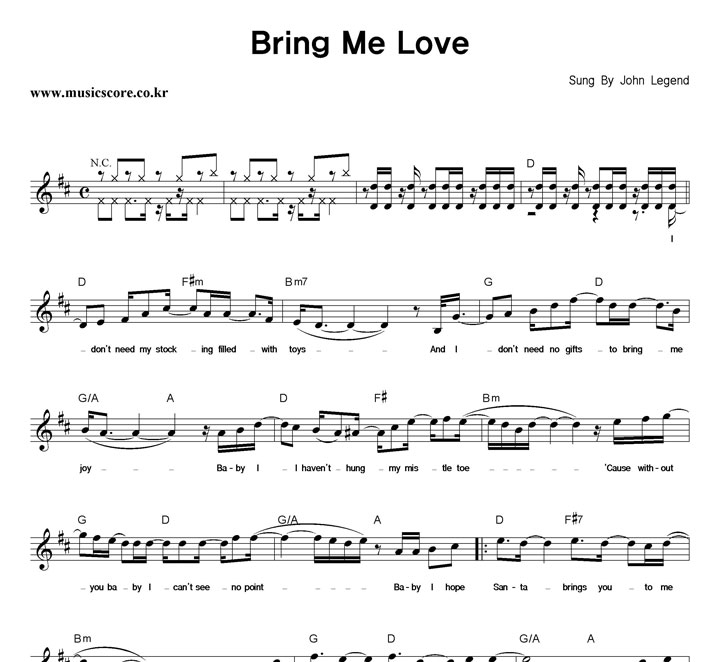 Bring Me Love
Sung By John Legend
www.musicscore.co.kr
N.C. D
I
D F#m Bm7 G D
don't need my stock ing filled with toys And I don't need no gifts to bring me
G/A A D F# Bm
joy Ba-by I I haven't hung my mis tle toe 'Cause with-out
G D G/A A D F#7
you ba by I can't see no point Ba-by I hope San-ta brings you to me
Bm G D G/A A